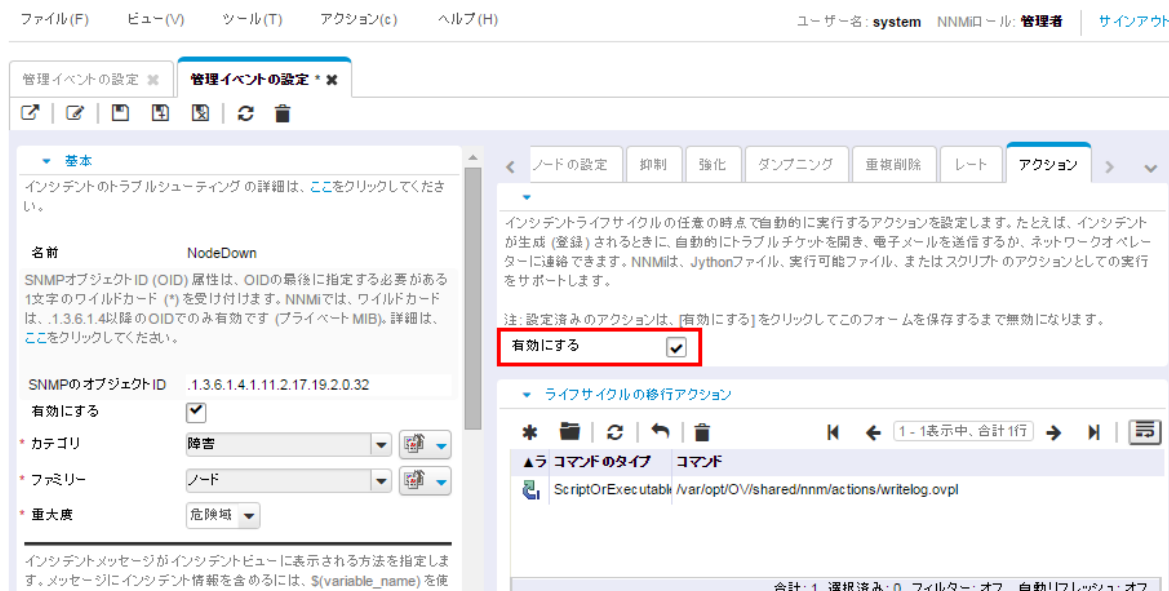 ファイル(F) ビュー(V) ツール(T) アクション(c) ヘルプ(H) ユーザー名: system NNMiロール: 管理者 サインアウト
管理イベントの設定 管理イベントの設定 *
基本
インシデントのトラブルシューティング の詳細は、ここをクリックしてくださ
い。
名前 NodeDown
SNMPオブジェクトID (OID) 属性は、OIDの最後に指定する必要がある
1文字のワイルドカード (*) を受け付けます。NNMiでは、ワイルドカード
は、.1.3.6.1.4以降のOIDでのみ有効です (プライベート MIB)。詳細は、
ここをクリックしてください。
SNMPのオブジェクトID .1.3.6.1.4.1.11.2.17.19.2.0.32
有効にする
* カテゴリ 障害
* ファミリー ノード
* 重大度 危険域
インシデントメッセージがインシデントビューに表示される方法を指定しま
す。メッセージにインシデント情報を含めるには、$(variable_name) を使
ノードの設定 抑制 強化 ダンプニング 重複削除 レート アクション
インシデントライフサイクルの任意の時点で自動的に実行するアクションを設定します。たとえば、インシデント
が生成 (登録) されるときに、自動的にトラブルチケットを開き、電子メールを送信するか、ネットワークオペレー
ターに連絡できます。NNMiは、Jythonファイル、実行可能ファイル、またはスクリプトのアクションとしての実行
をサポートします。
注: 設定済みのアクションは、[有効にする] をクリックしてこのフォームを保存するまで無効になります。
有効にする
ライフサイクルの移行アクション
1 - 1表示中、合計1行
▲ラ コマンドのタイプ コマンド
ScriptOrExecutable /var/opt/OV/shared/nnm/actions/writelog.ovpl
合計: 1 選択済み: 0 フィルター: オフ 自動リフレッシュ: オフ